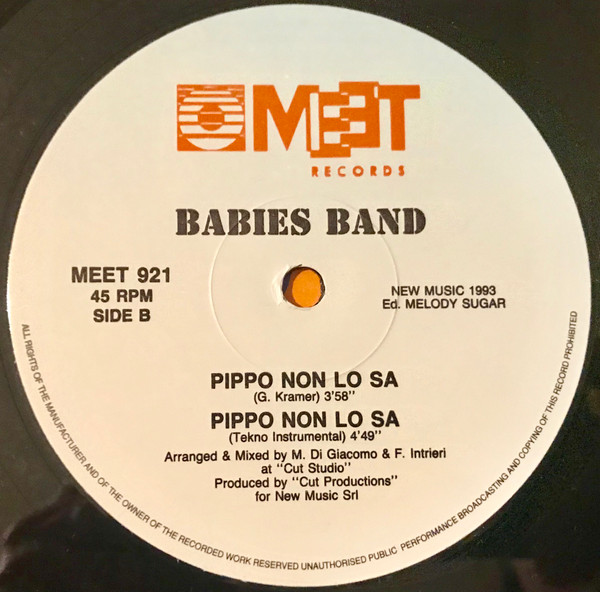 MEET
RECORDS
BABIES BAND
MEET 921
45 RPM
SIDE B
NEW MUSIC 1993
Ed. MELODY SUGAR
PIPPO NON LO SA
(G. Kramer) 3'58''
PIPPO NON LO SA
(Tekno Instrumental) 4'49''
Arranged & Mixed by M. Di Giacomo & F. Intrieri
at ''Cut Studio''
Produced by ''Cut Productions''
for New Music Srl
ALL RIGHTS OF THE MANUFACTURER AND OF THE OWNER OF THE RECORDED WORK RESERVED UNAUTHORISED PUBLIC PERFORMANCE BROADCASTING AND COPYING OF THIS RECORD PROHIBITED